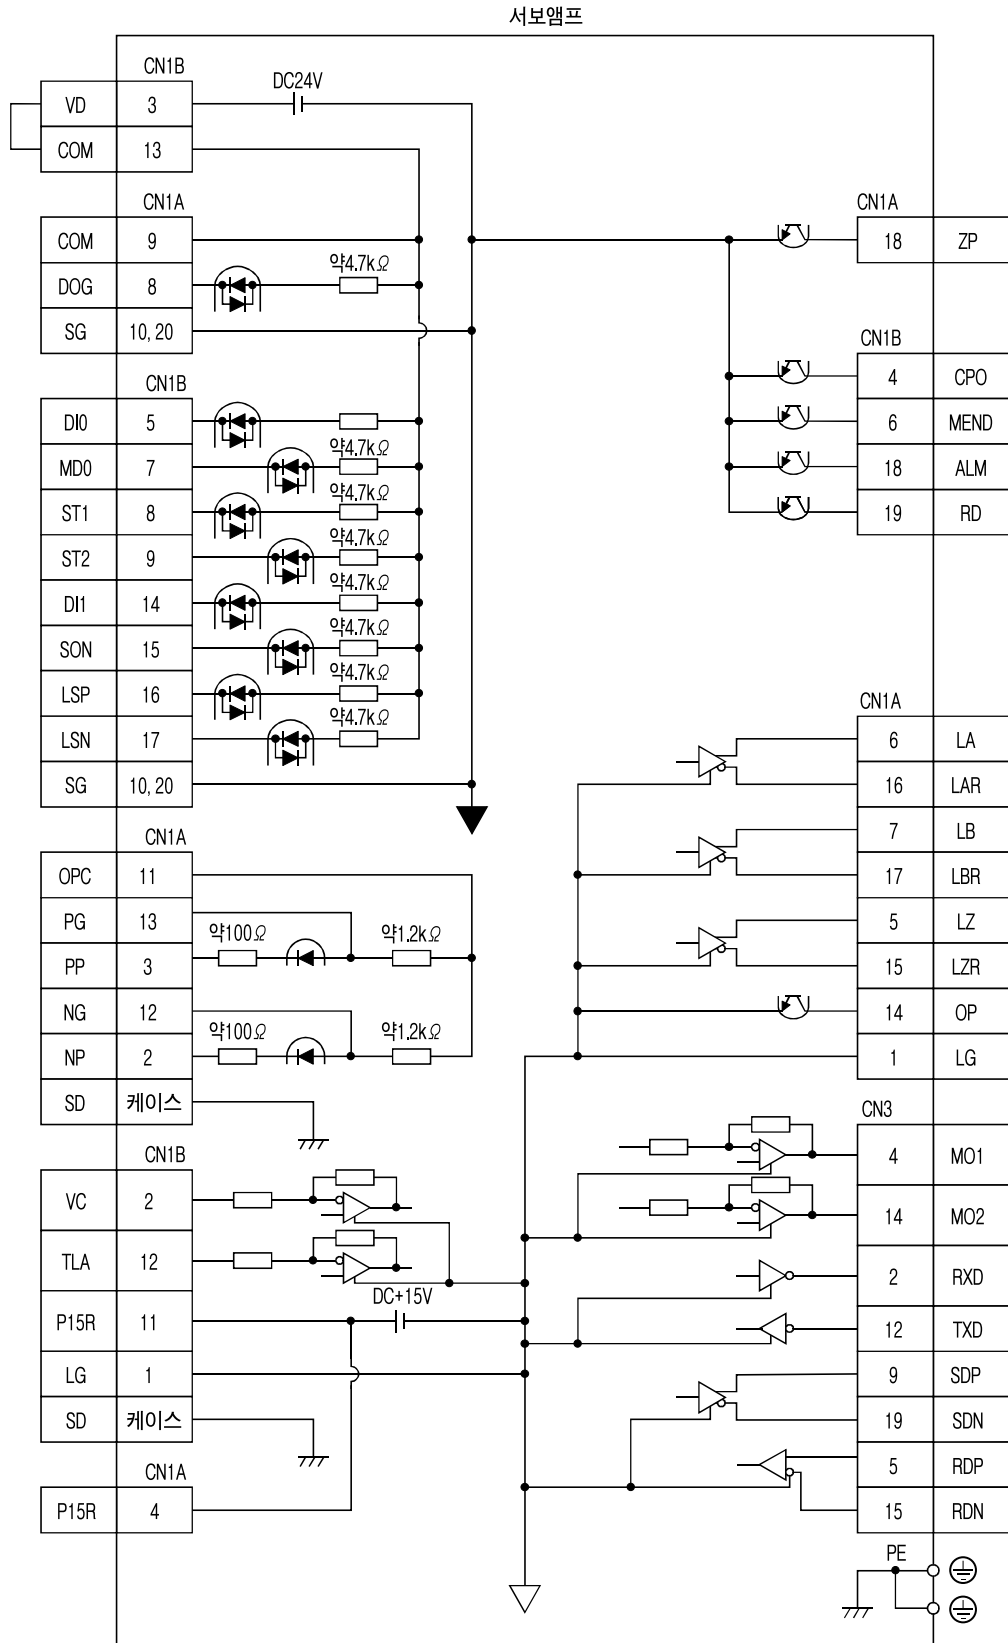 서보앰프
CN1B
DC24V
VD 3
COM 13
CN1A
COM 9
DOG 8 약4.7kΩ
SG 10, 20
CN1B
DI0 5
MD0 7 약4.7kΩ
ST1 8 약4.7kΩ
ST2 9 약4.7kΩ
DI1 14 약4.7kΩ
SON 15 약4.7kΩ
LSP 16 약4.7kΩ
LSN 17 약4.7kΩ
SG 10, 20
CN1A
OPC 11
PG 13
약100Ω 약1.2kΩ
PP 3
NG 12
약100Ω 약1.2kΩ
NP 2
SD 케이스
CN1B
VC 2
TLA 12
DC+15V
P15R 11
LG 1
SD 케이스
CN1A
P15R 4
CN1A
18 ZP
CN1B
4 CPO
6 MEND
18 ALM
19 RD
CN1A
6 LA
16 LAR
7 LB
17 LBR
5 LZ
15 LZR
14 OP
1 LG
CN3
4 MO1
14 MO2
2 RXD
12 TXD
9 SDP
19 SDN
5 RDP
15 RDN
PE